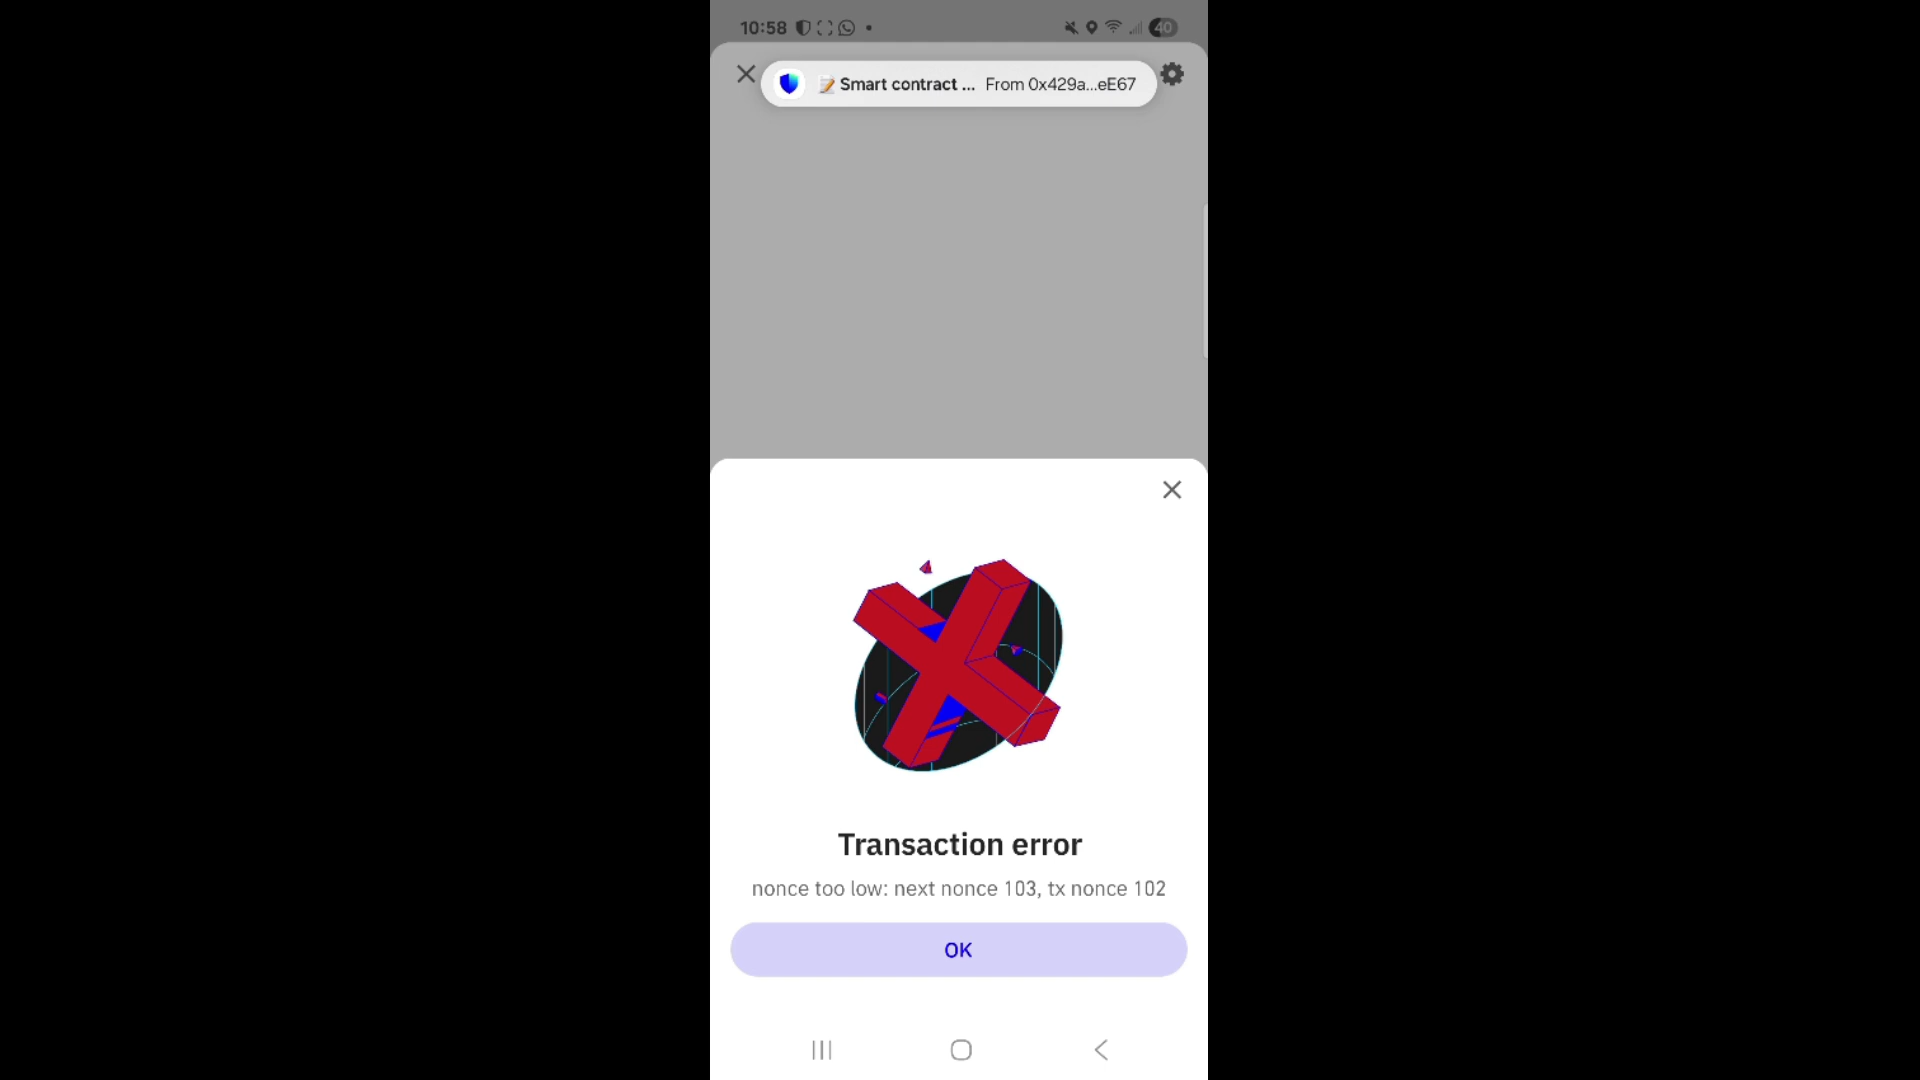 10:58
40
Smart contract ... From 0x429a...eE67
Transaction error
nonce too low: next nonce 103, tx nonce 102
OK